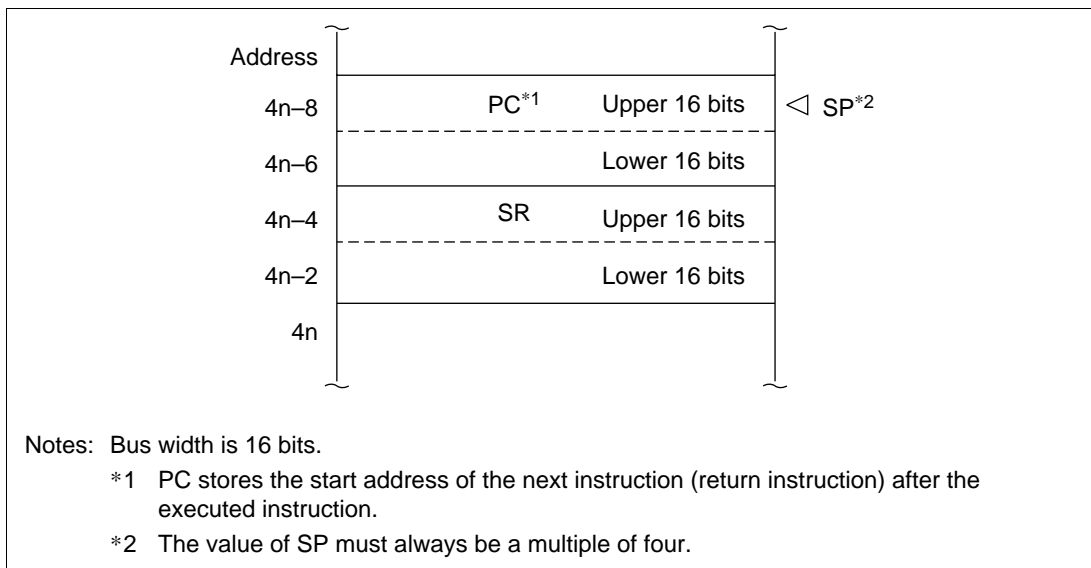 Address
4n–8 PC*1 Upper 16 bits SP*2
4n–6 Lower 16 bits
4n–4 SR Upper 16 bits
4n–2 Lower 16 bits
4n
Notes: Bus width is 16 bits.
*1 PC stores the start address of the next instruction (return instruction) after the
executed instruction.
*2 The value of SP must always be a multiple of four.